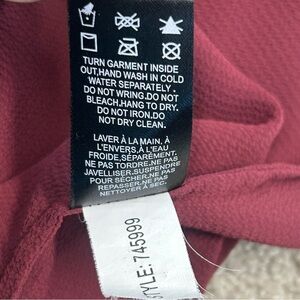 TURN GARMENT INSIDE
OUT,HAND WASH IN COLD
WATER SEPARATELY.
DO NOT WRING.DO NOT
BLEACH.HANG TO DRY.
DO NOT IRON.DO
NOT DRY CLEAN.
LAVER À LA MAIN, À
L'ENVERS,À L'EAU
FROIDE,SÉPARÉMENT.
NE PAS TORDRE.NE PAS
JAVELLISER.SUSPENDRE
POUR SÉCHER.NE PAS
REPASSER.NE PAS
NETTOYER À SEC.
STYLE:745999